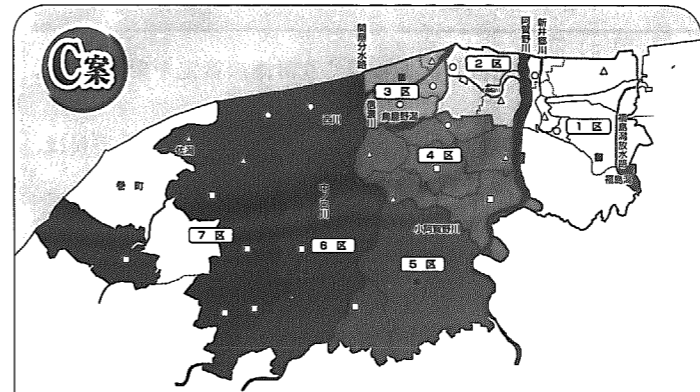 C案
関屋分水路
阿賀野川
新井郷川
2 区
3 区
信濃川
鳥屋野潟
1 区
福島潟放水路
福島潟
4 区
西川
佐潟
巻町
中之口川
小阿賀野川
7 区
6 区
5 区